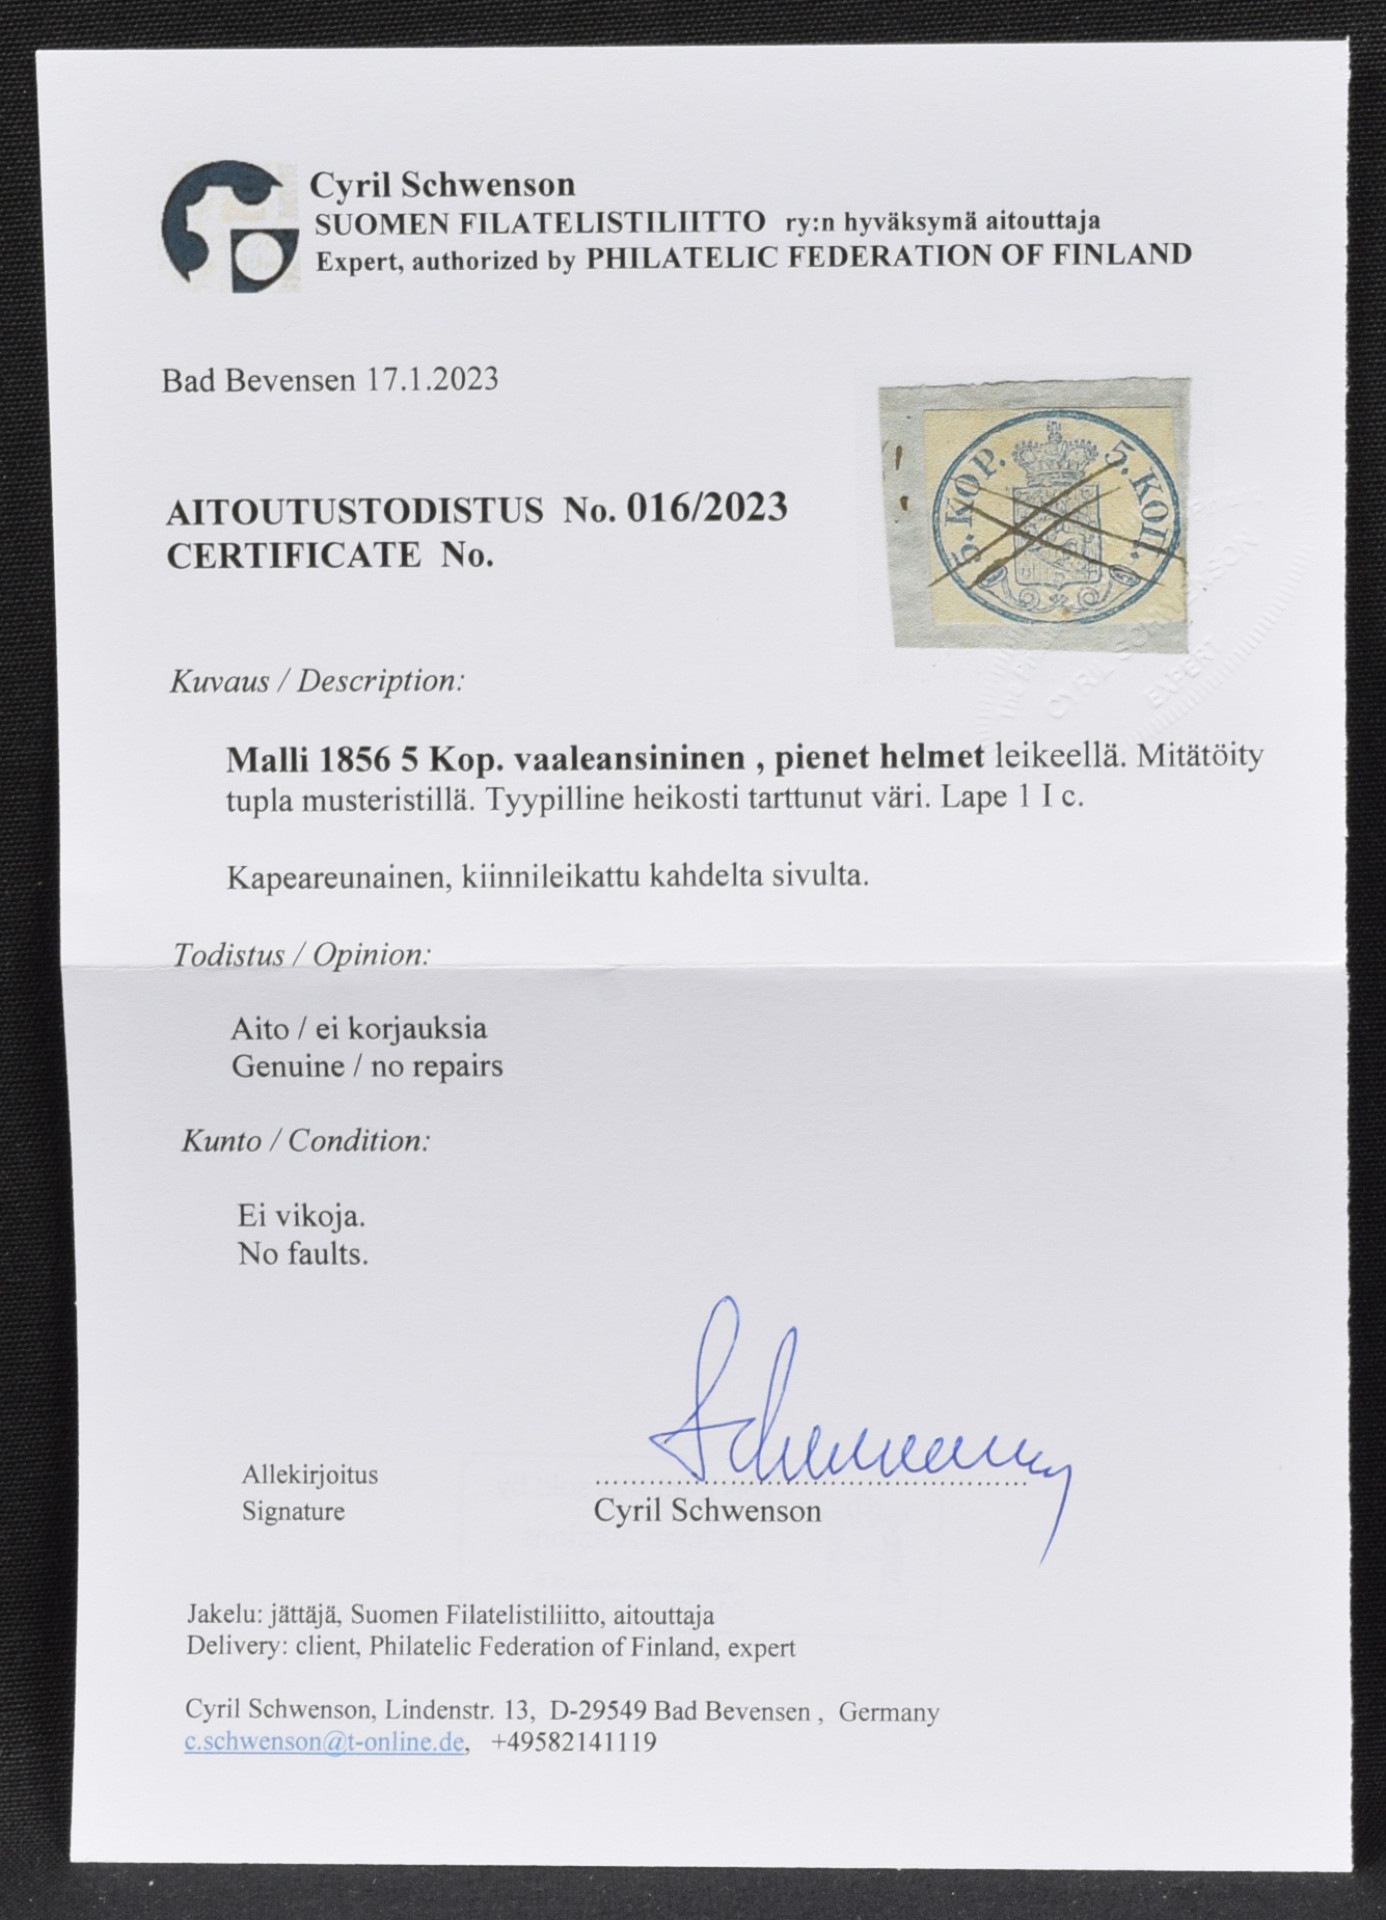 Cyril Schwenson
SUOMEN FILATELISTILIITTO ry:n hyväksymä aitouttaja
Expert, authorized by PHILATELIC FEDERATION OF FINLAND
Bad Bevensen 17.1.2023
5. KOP. 5. КОП.
AITOUTUSTODISTUS No. 016/2023
CERTIFICATE No.
CYRIL SCHWENSON
EXPERT
Kuvaus / Description:
Malli 1856 5 Kop. vaaleansininen , pienet helmet leikeellä. Mitätöity
tupla musteristillä. Tyypilline heikosti tarttunut väri. Lape 1 I c.
Kapeareunainen, kiinnileikattu kahdelta sivulta.
Todistus / Opinion:
Aito / ei korjauksia
Genuine / no repairs
Kunto / Condition:
Ei vikoja.
No faults.
Allekirjoitus
Signature
Cyril Schwenson
Jakelu: jättäjä, Suomen Filatelistiliitto, aitouttaja
Delivery: client, Philatelic Federation of Finland, expert
Cyril Schwenson, Lindenstr. 13, D-29549 Bad Bevensen , Germany
c.schwenson@t-online.de, +49582141119